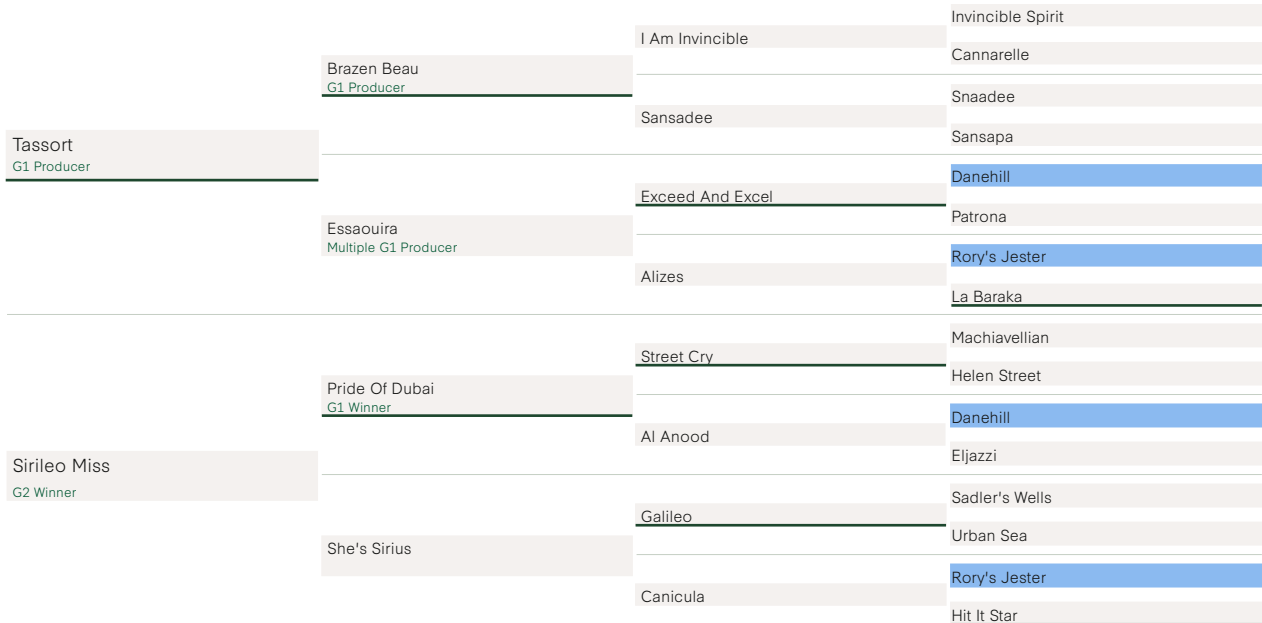 Tassort
G1 Producer
Sirileo Miss
G2 Winner
Brazen Beau
G1 Producer
Essaouira
Multiple G1 Producer
Pride Of Dubai
G1 Winner
She's Sirius
I Am Invincible
Sansadee
Exceed And Excel
Alizes
Street Cry
Al Anood
Galileo
Canicula
Invincible Spirit
Cannarelle
Snaadee
Sansapa
Danehill
Patrona
Rory's Jester
La Baraka
Machiavellian
Helen Street
Danehill
Eljazzi
Sadler's Wells
Urban Sea
Rory's Jester
Hit It Star